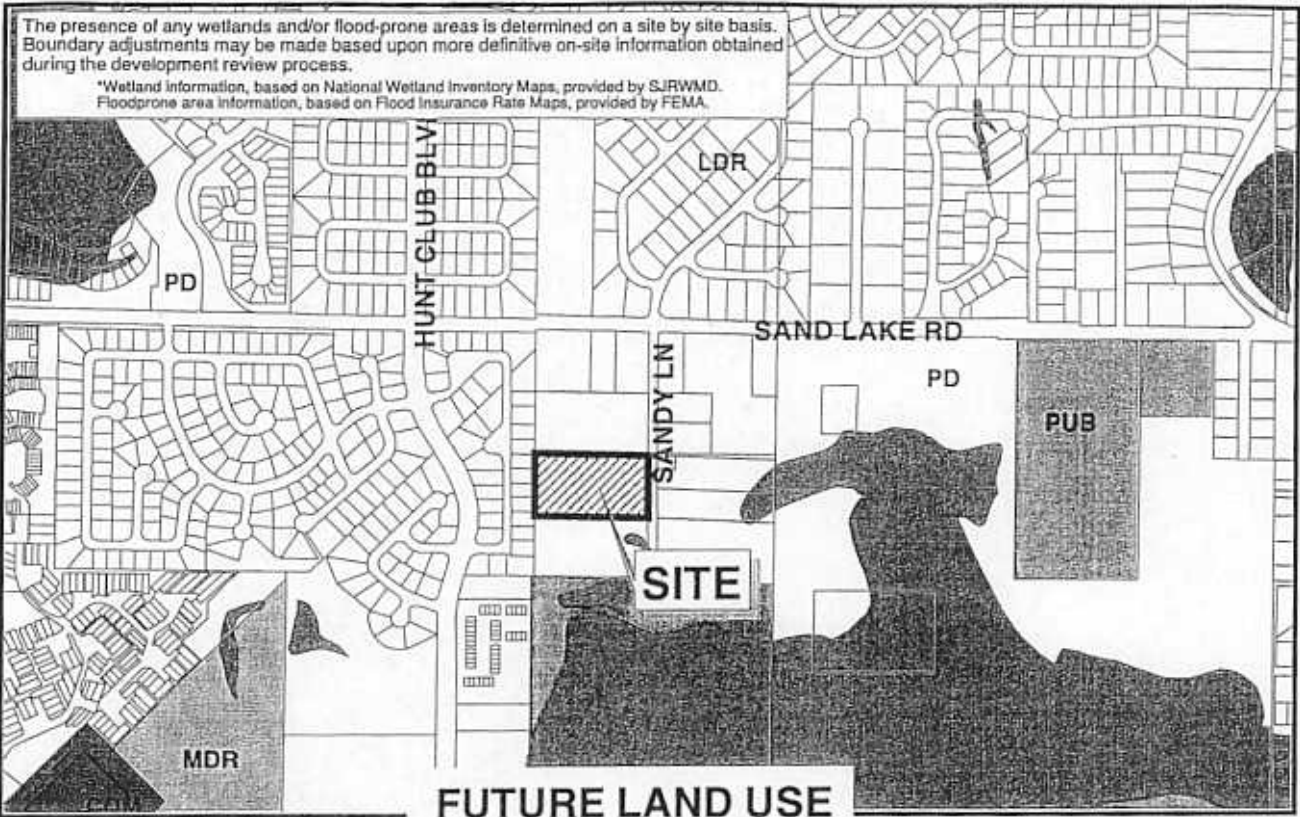 The presence of any wetlands and/or flood-prone areas is determined on a site by site basis.
Boundary adjustments may be made based upon more definitive on-site information obtained
during the development review process.
*Wetland information, based on National Wetland Inventory Maps, provided by SJRWMD.
Floodprone area information, based on Flood Insurance Rate Maps, provided by FEMA.
HUNT CLUB BLV
LDR
PD
SAND LAKE RD
SANDY LN
PD
PUB
SITE
MDR
COM
FUTURE LAND USE